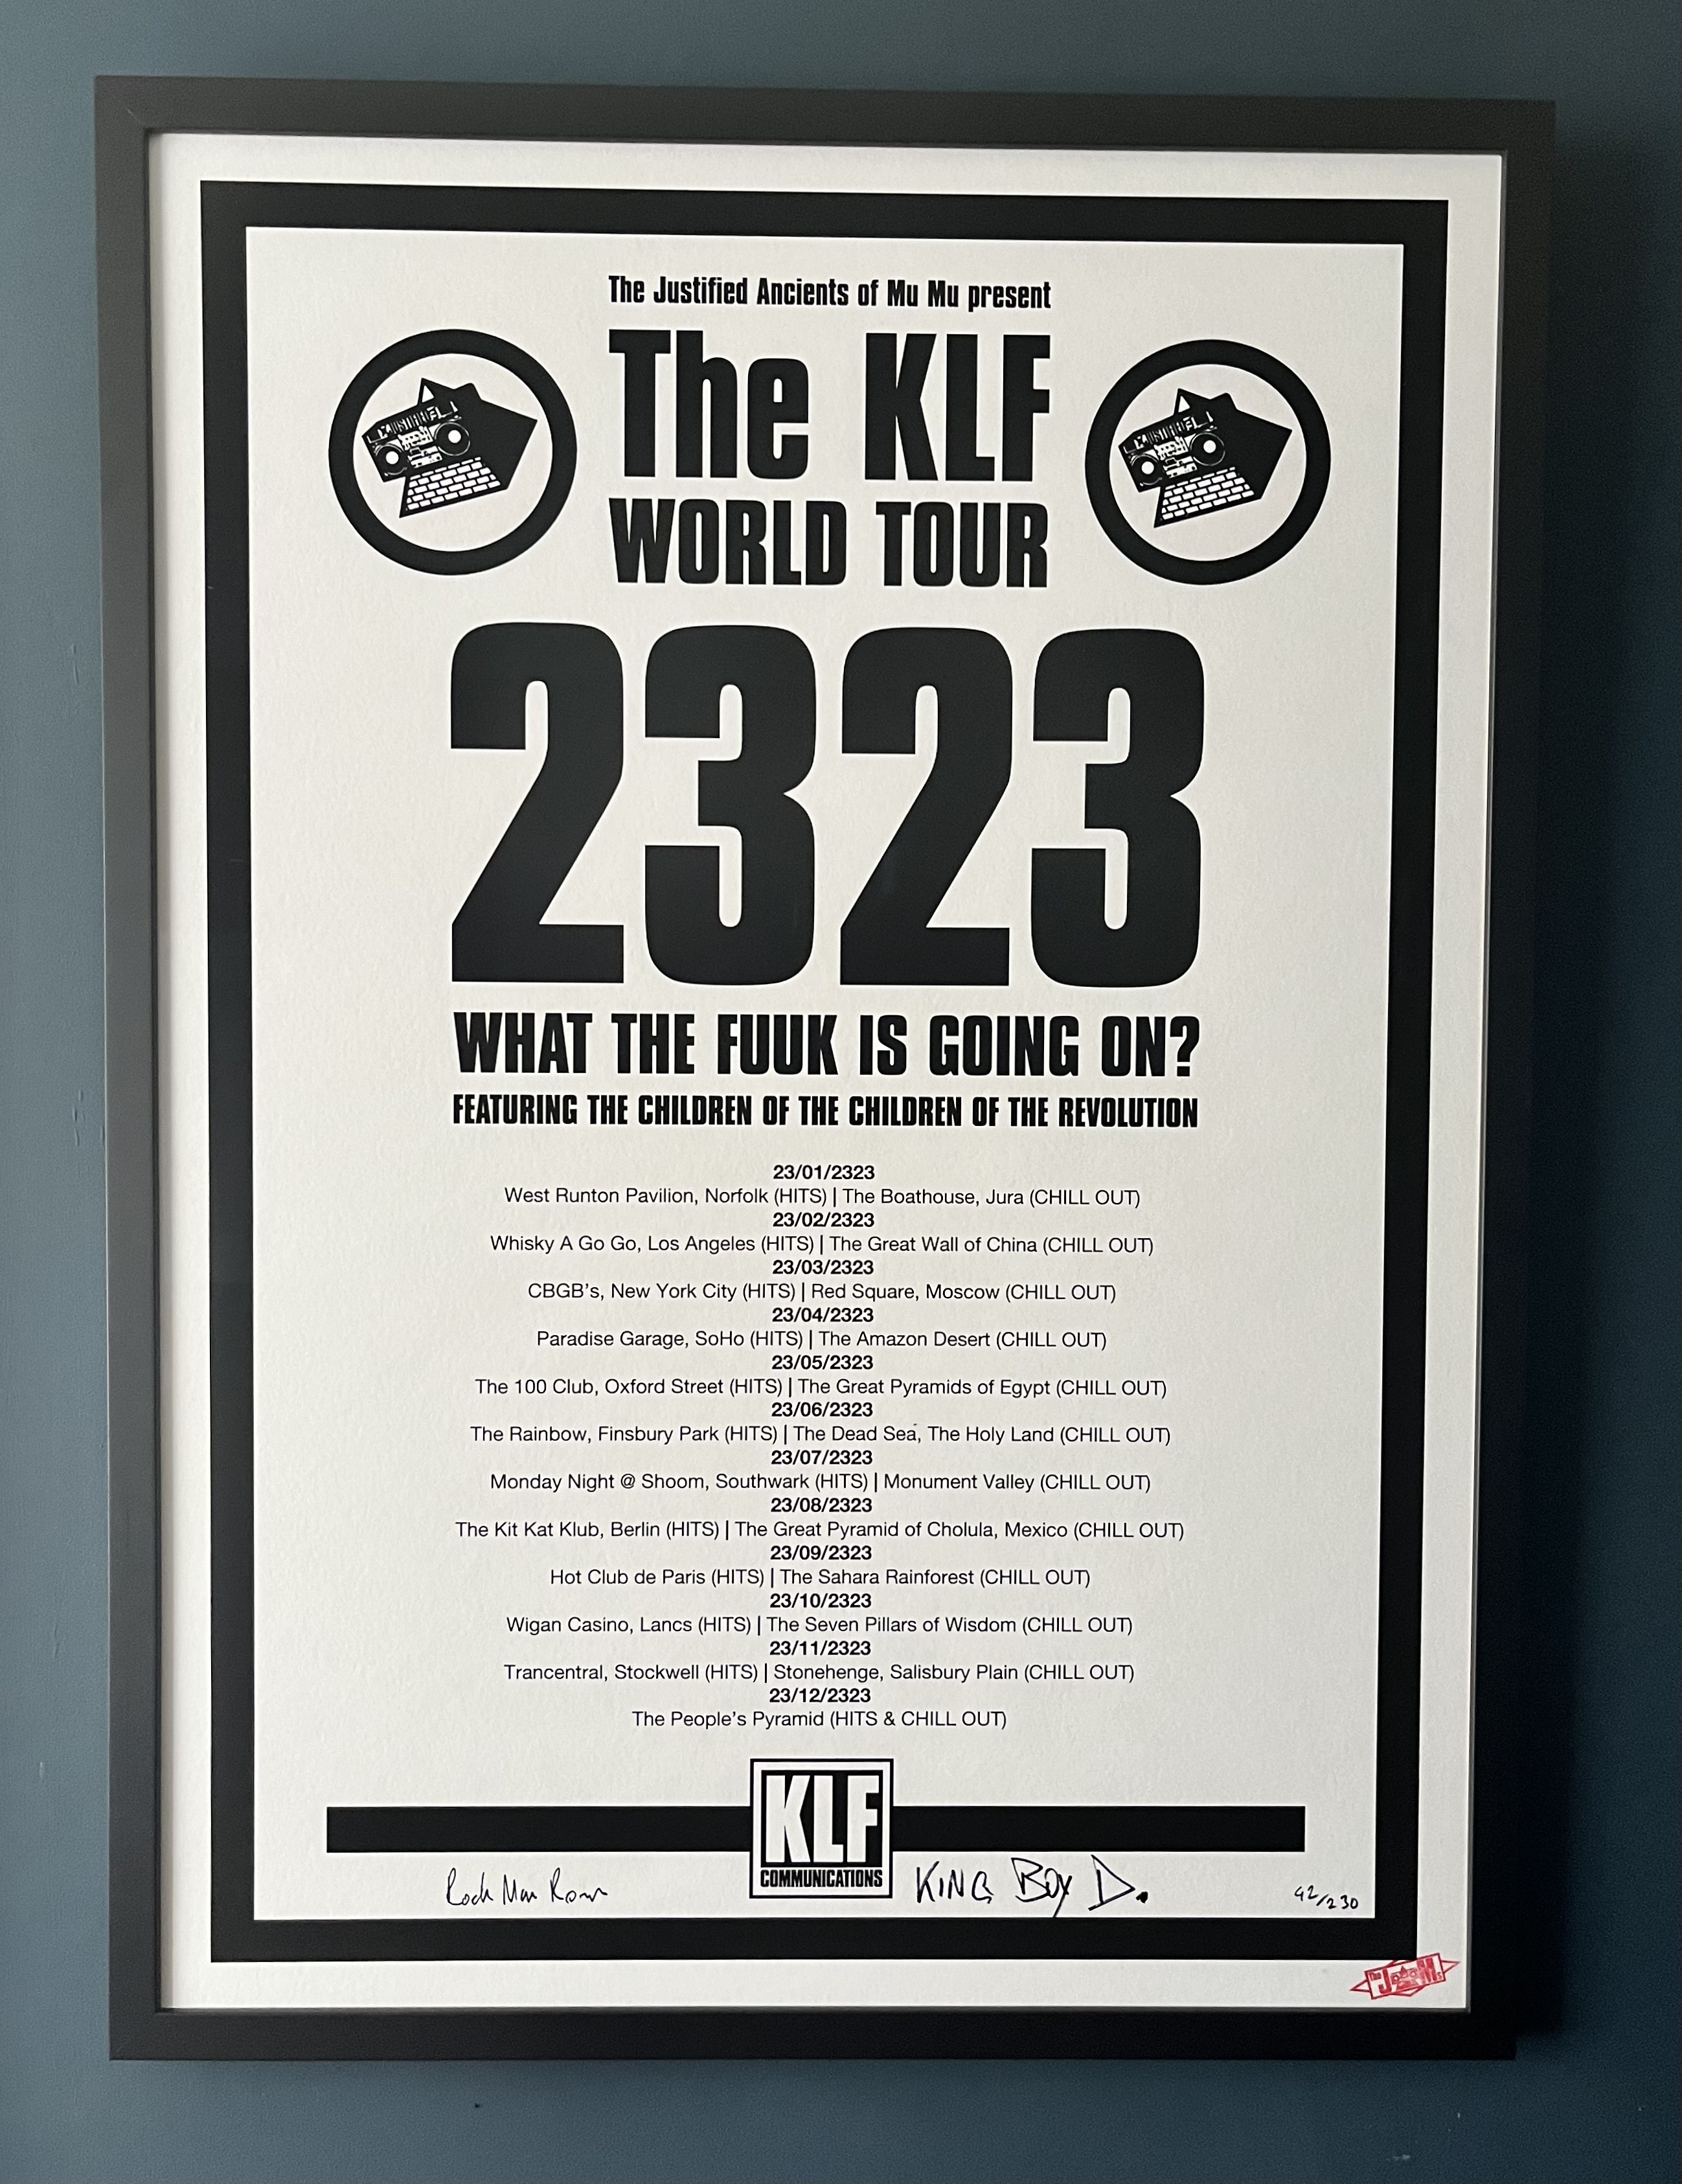 The Justified Ancients of Mu Mu present
The KLF
WORLD TOUR
2323
WHAT THE FUUK IS GOING ON?
FEATURING THE CHILDREN OF THE CHILDREN OF THE REVOLUTION
23/01/2323
West Runton Pavilion, Norfolk (HITS) | The Boathouse, Jura (CHILL OUT)
23/02/2323
Whisky A Go Go, Los Angeles (HITS) | The Great Wall of China (CHILL OUT)
23/03/2323
CBGB's, New York City (HITS) | Red Square, Moscow (CHILL OUT)
23/04/2323
Paradise Garage, SoHo (HITS) | The Amazon Desert (CHILL OUT)
23/05/2323
The 100 Club, Oxford Street (HITS) | The Great Pyramids of Egypt (CHILL OUT)
23/06/2323
The Rainbow, Finsbury Park (HITS) | The Dead Sea, The Holy Land (CHILL OUT)
23/07/2323
Monday Night @ Shoom, Southwark (HITS) | Monument Valley (CHILL OUT)
23/08/2323
The Kit Kat Klub, Berlin (HITS) | The Great Pyramid of Cholula, Mexico (CHILL OUT)
23/09/2323
Hot Club de Paris (HITS) | The Sahara Rainforest (CHILL OUT)
23/10/2323
Wigan Casino, Lancs (HITS) | The Seven Pillars of Wisdom (CHILL OUT)
23/11/2323
Trancentral, Stockwell (HITS) | Stonehenge, Salisbury Plain (CHILL OUT)
23/12/2323
The People's Pyramid (HITS & CHILL OUT)
KLF
COMMUNICATIONS
Rock Man Rock
KING BOY D.
42/230
The JAMMs